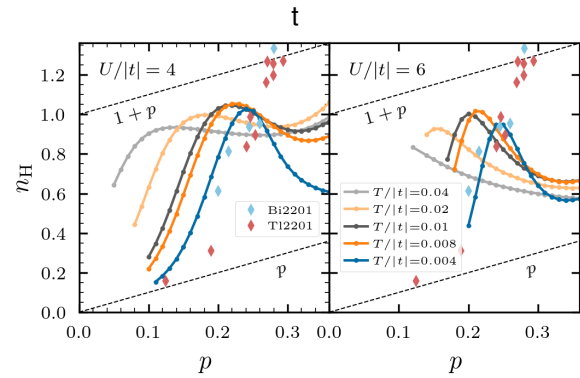 t
U/|t| = 4
U/|t| = 6
1 + p
1 + p
n_H
1.2
1.0
0.8
0.6
0.4
0.2
0.0
Bi2201
Tl2201
T/|t|=0.04
T/|t|=0.02
T/|t|=0.01
T/|t|=0.008
T/|t|=0.004
p
p
0.0 0.1 0.2 0.3 0.1 0.2 0.3
p p